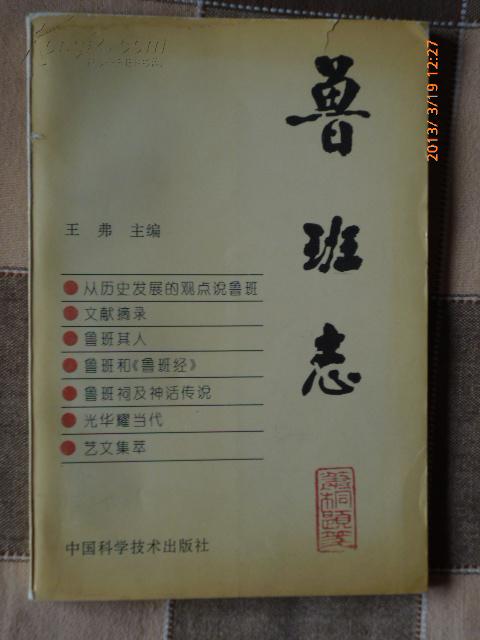 鲁班志
王弗 主编
从历史发展的观点说鲁班
文献摘录
鲁班其人
鲁班和《鲁班经》
鲁班祠及神话传说
光华耀当代
艺文集萃
中国科学技术出版社
2013/3/19 12:27